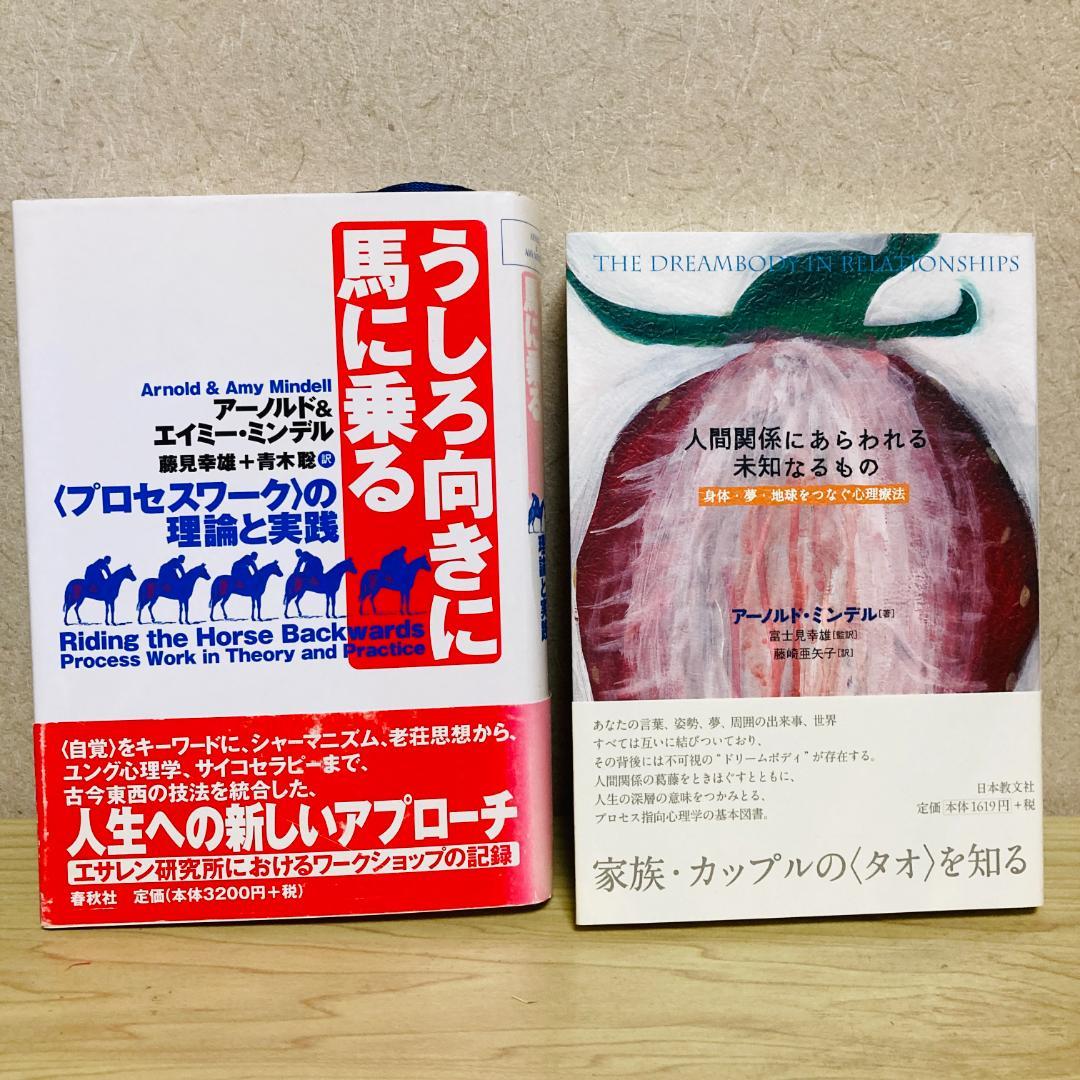 うしろ向きに
馬に乗る
Arnold & Amy Mindell
アーノルド&
エイミー・ミンデル
藤見幸雄+青木聡 訳
〈プロセスワーク〉の
理論と実践
Riding the Horse Backwards
Process Work in Theory and Practice
〈自覚〉をキーワードに、シャーマニズム、老荘思想から、
ユング心理学、サイコセラピーまで、
古今東西の技法を統合した、
人生への新しいアプローチ
エサレン研究所におけるワークショップの記録
春秋社 定価(本体3200円+税)
馬に乗る
理論と実践
THE DREAMBODY IN RELATIONSHIPS
人間関係にあらわれる
未知なるもの
身体・夢・地球をつなぐ心理療法
アーノルド・ミンデル[著]
富士見幸雄[監訳]
藤崎亜矢子[訳]
あなたの言葉、姿勢、夢、周囲の出来事、世界
すべては互いに結びついており、
その背後には不可視の“ドリームボディ”が存在する。
人間関係の葛藤をときほぐすとともに、
人生の深層の意味をつかみとる、
プロセス指向心理学の基本図書。
日本教文社
定価 本体1619円 +税
家族・カップルの〈タオ〉を知る